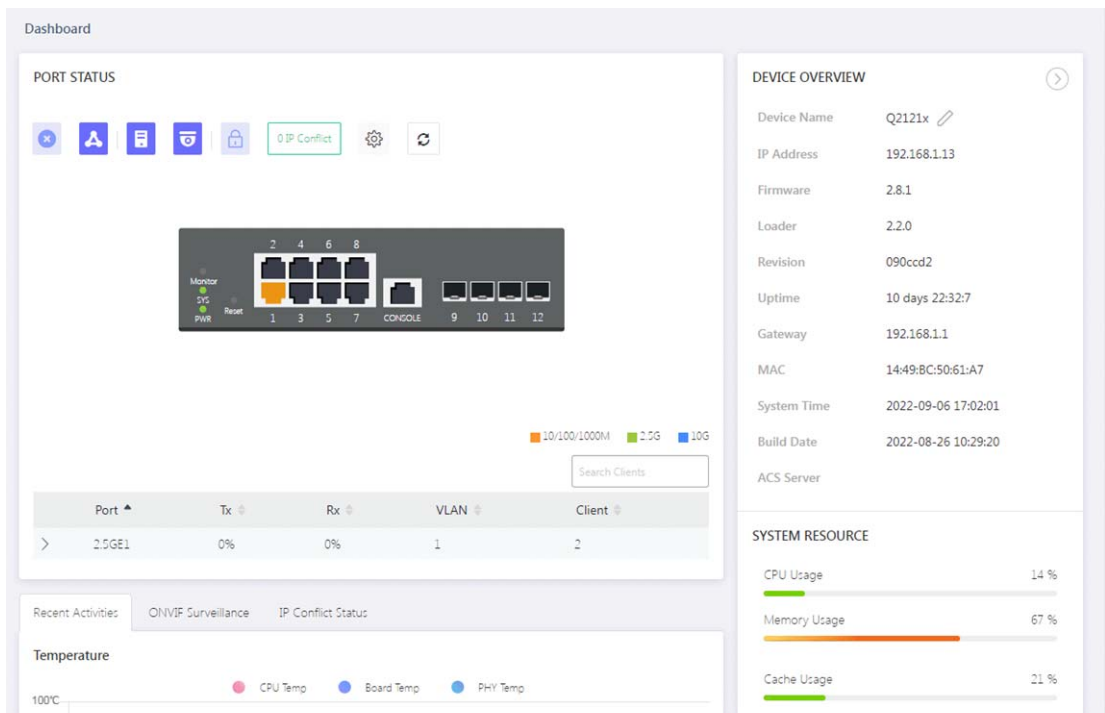 Dashboard
PORT STATUS
0 IP Conflict
2 4 6 8
Monitor
SYS
PWR
Reset
1 3 5 7 CONSOLE 9 10 11 12
10/100/1000M 2.5G 10G
Search Clients
Port Tx Rx VLAN Client
2.5GE1 0% 0% 1 2
Recent Activities ONVIF Surveillance IP Conflict Status
Temperature
CPU Temp Board Temp PHY Temp
100°C
DEVICE OVERVIEW
Device Name Q2121x
IP Address 192.168.1.13
Firmware 2.8.1
Loader 2.2.0
Revision 090ccd2
Uptime 10 days 22:32:7
Gateway 192.168.1.1
MAC 14:49:BC:50:61:A7
System Time 2022-09-06 17:02:01
Build Date 2022-08-26 10:29:20
ACS Server
SYSTEM RESOURCE
CPU Usage 14 %
Memory Usage 67 %
Cache Usage 21 %